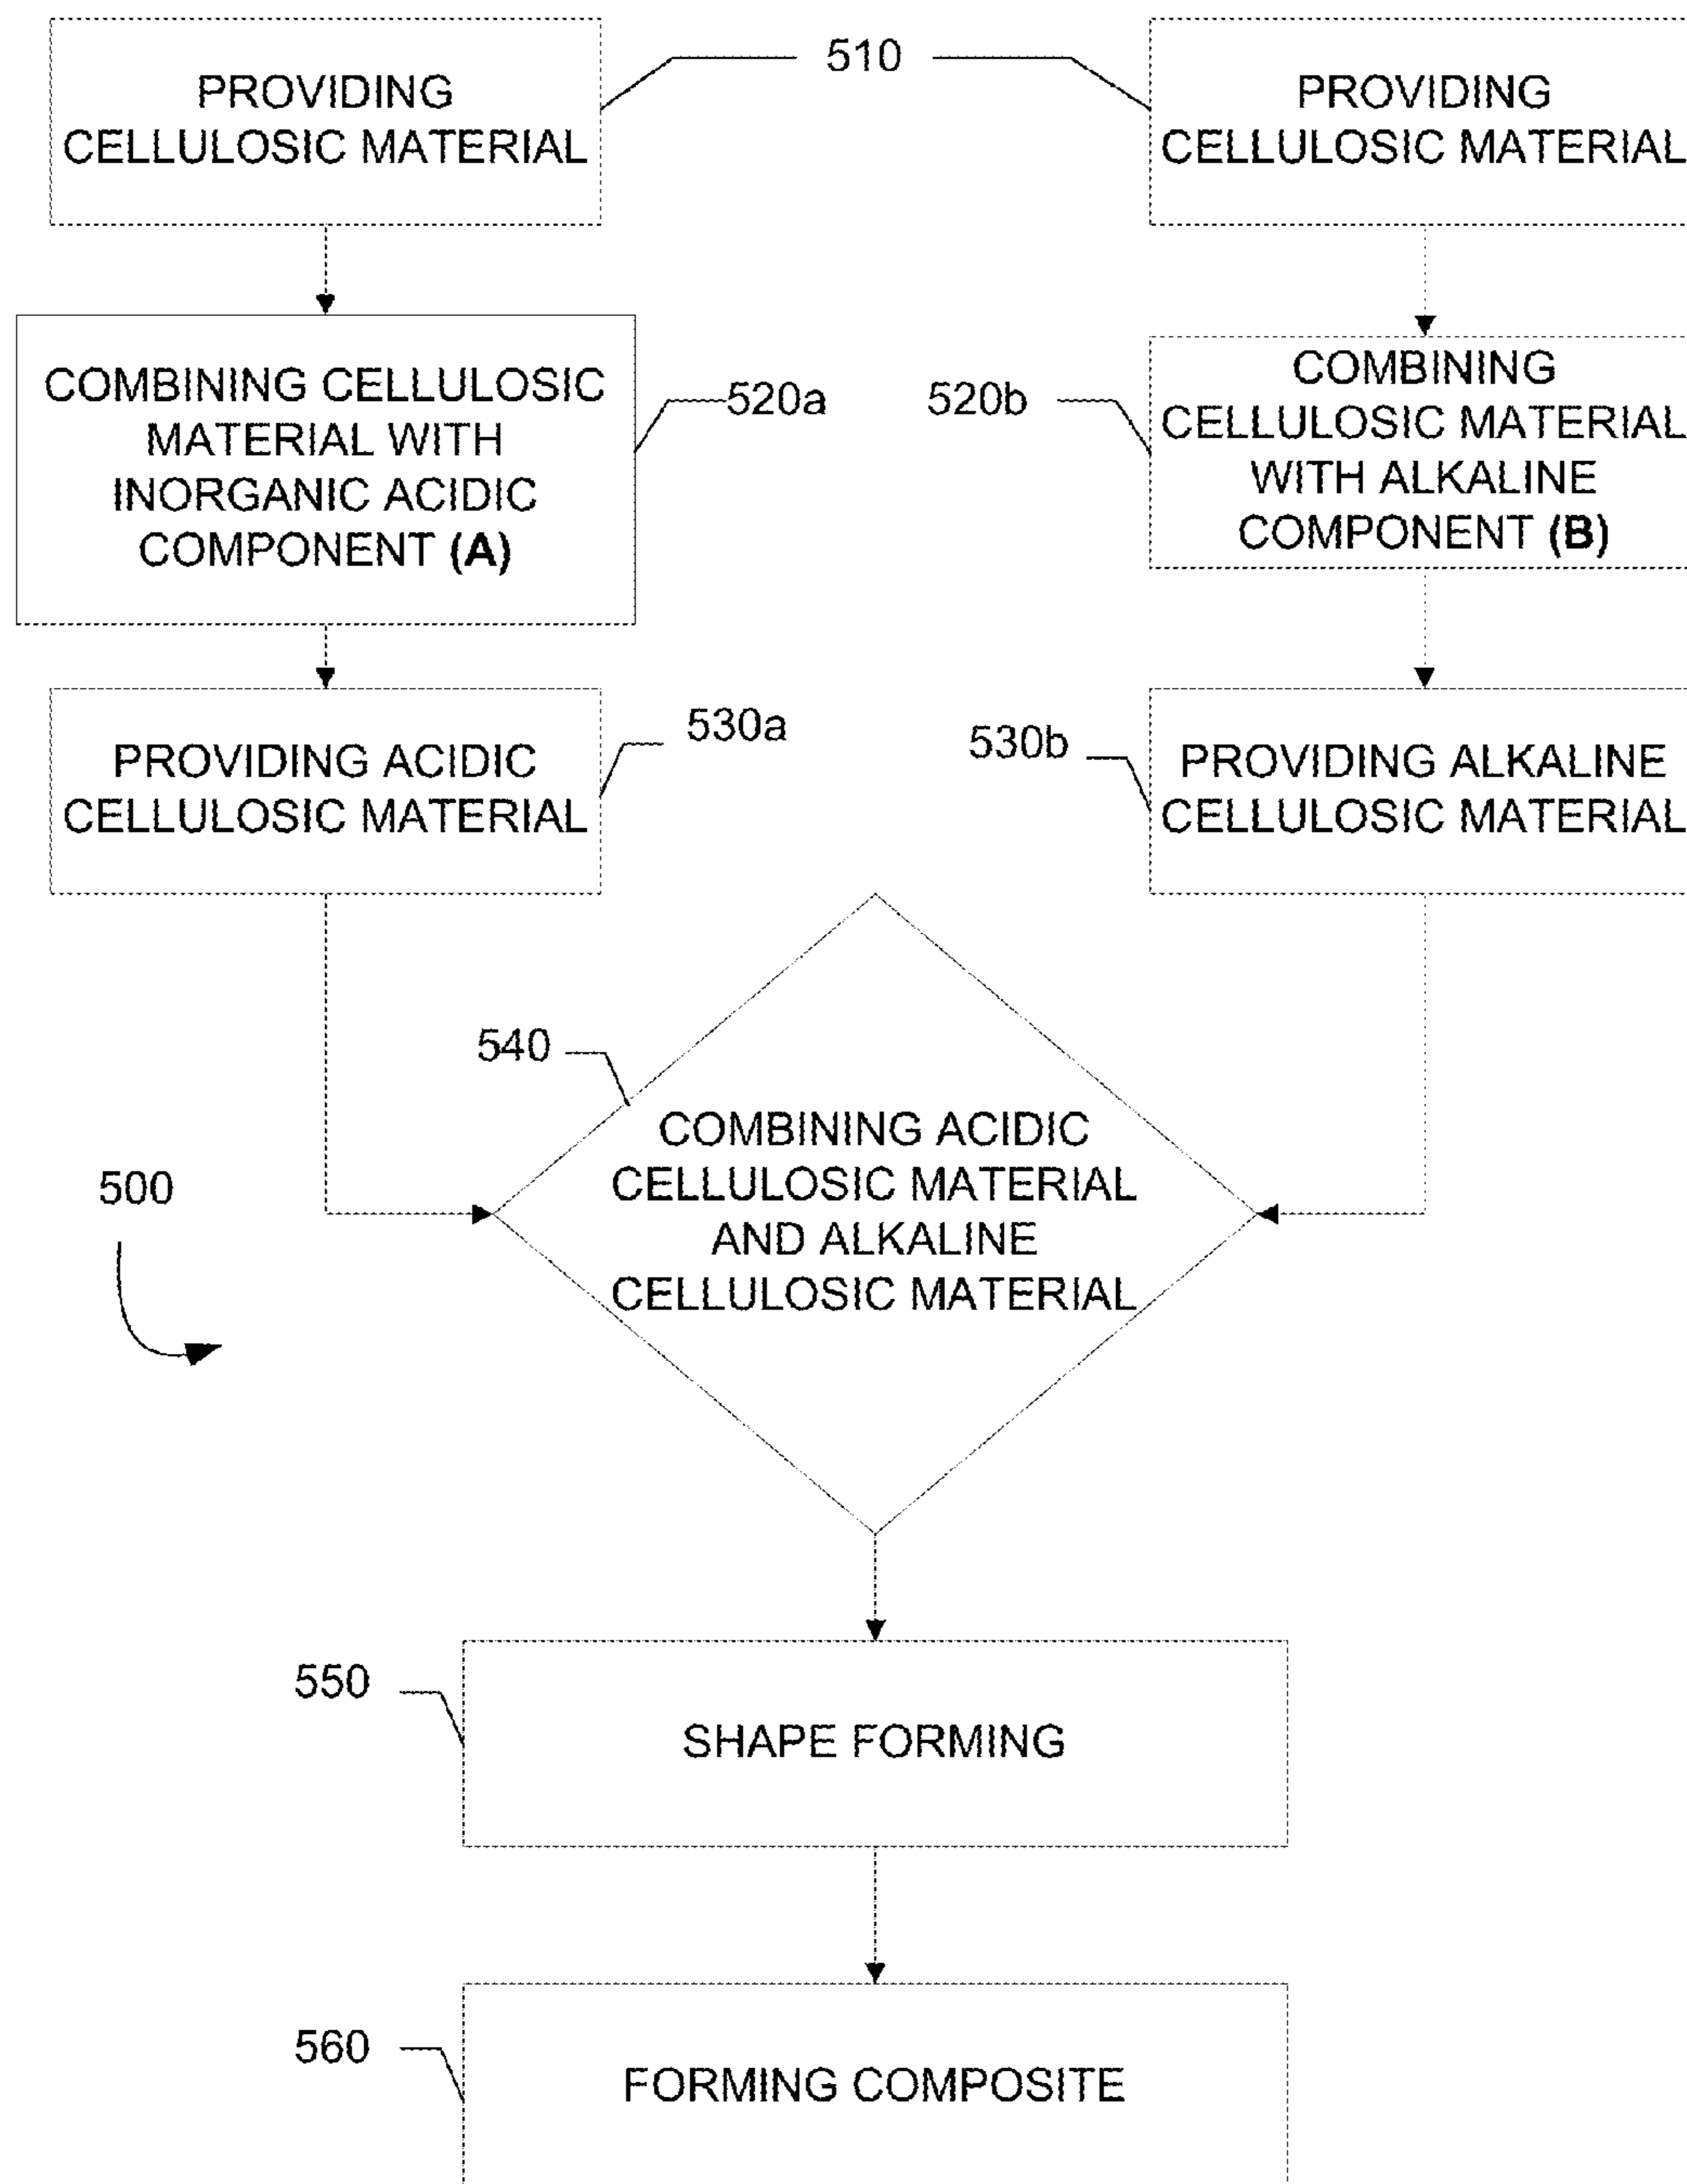 PROVIDING
CELLULOSIC MATERIAL
510
PROVIDING
CELLULOSIC MATERIAL
COMBINING CELLULOSIC
MATERIAL WITH
INORGANIC ACIDIC
COMPONENT (A)
520a
520b
COMBINING
CELLULOSIC MATERIAL
WITH ALKALINE
COMPONENT (B)
PROVIDING ACIDIC
CELLULOSIC MATERIAL
530a
530b
PROVIDING ALKALINE
CELLULOSIC MATERIAL
540
COMBINING ACIDIC
CELLULOSIC MATERIAL
AND ALKALINE
CELLULOSIC MATERIAL
500
550
SHAPE FORMING
560
FORMING COMPOSITE